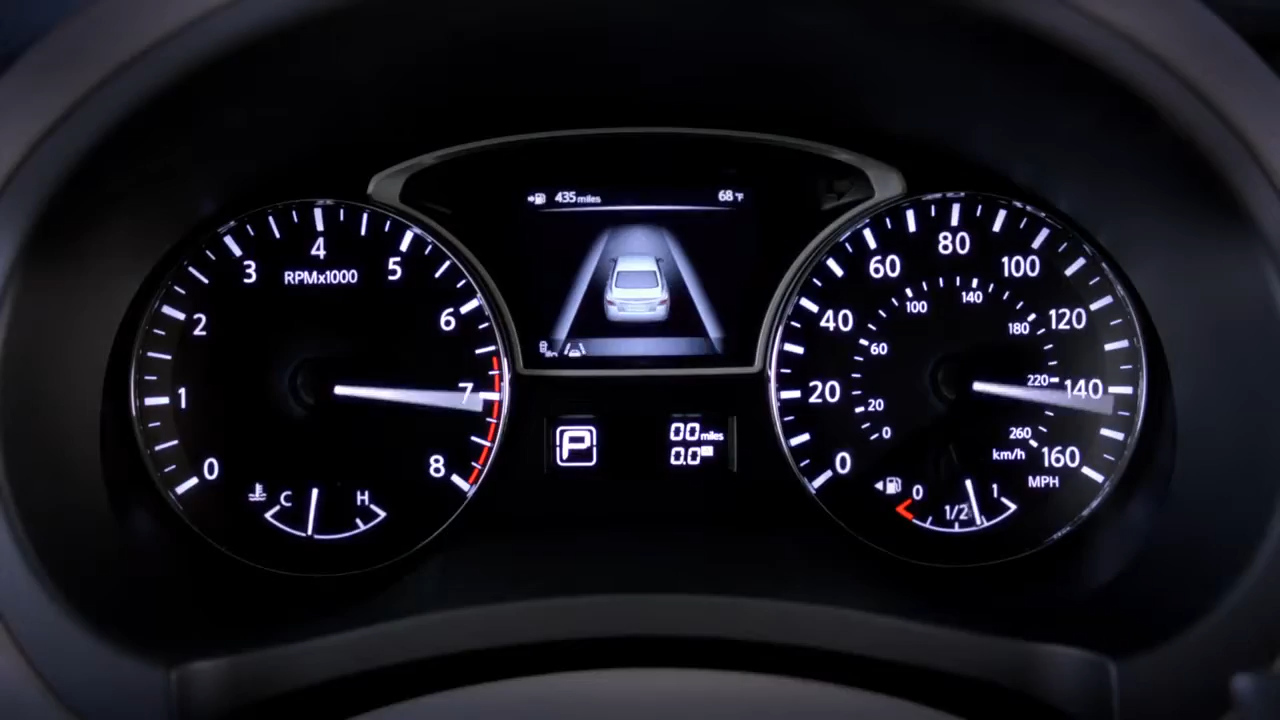 435 miles 68 °F
0 1 2 3 4 5 6 7 8
RPMx1000
C H
P
00 miles
0.0
0 20 40 60 80 100 120 140 160
MPH
0 20 60 100 140 180 220 260
km/h
0 1/2 1